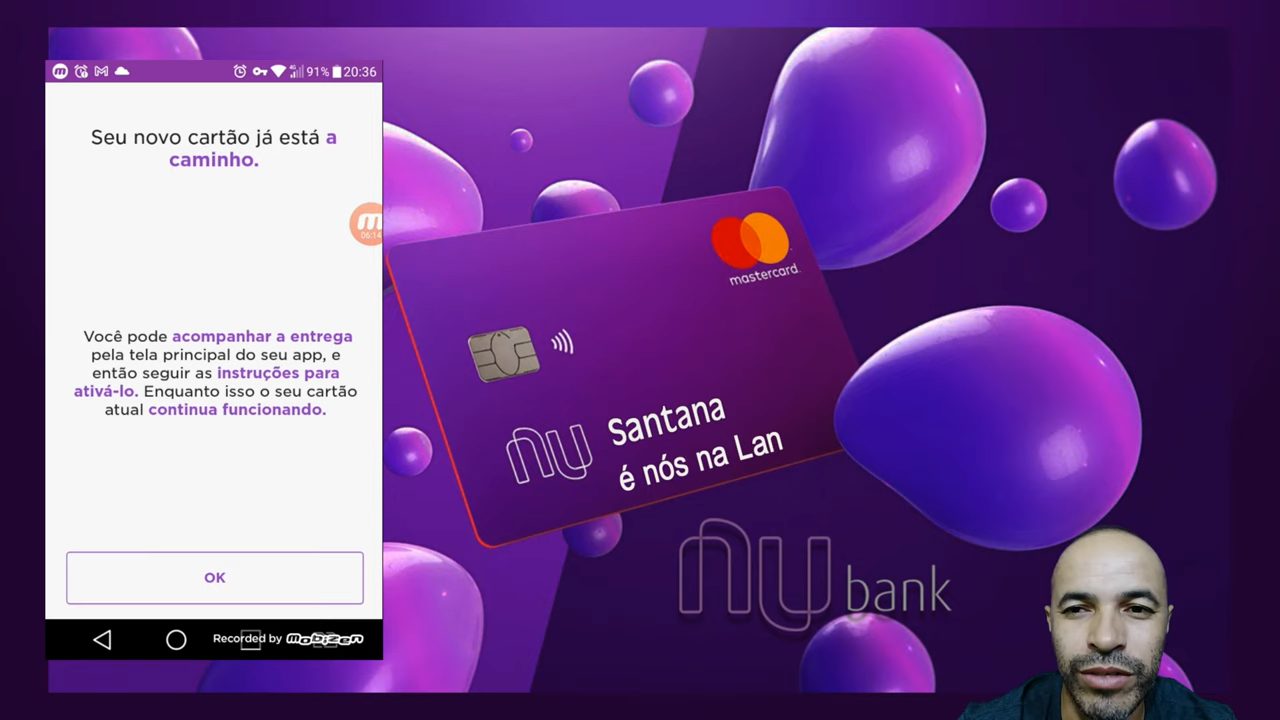 91% 20:36
Seu novo cartão já está a
caminho.
06:14
Você pode acompanhar a entrega
pela tela principal do seu app, e
então seguir as instruções para
ativá-lo. Enquanto isso o seu cartão
atual continua funcionando.
OK
Recorded by mobizen
mastercard.
nu Santana
é nós na Lan
nu bank